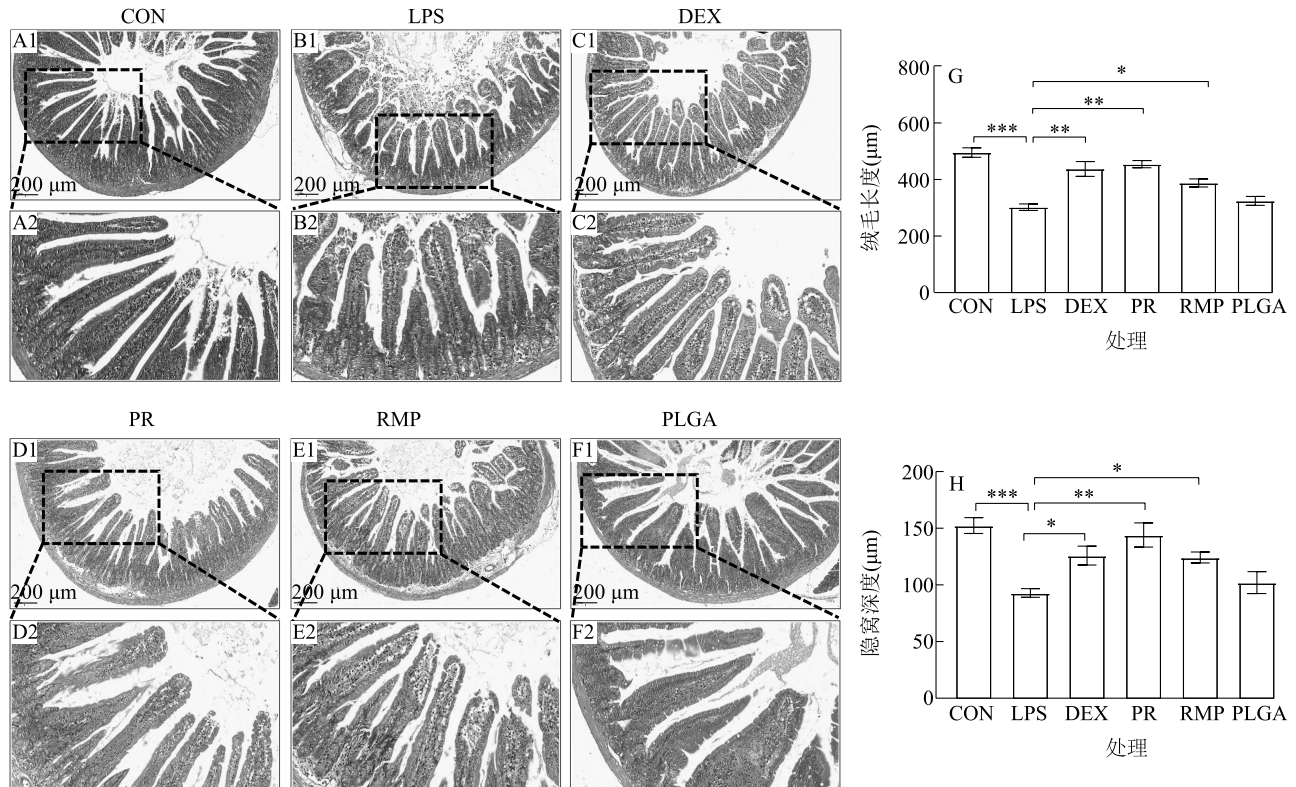 CON LPS DEX
A1 B1 C1
200 μm 200 μm 200 μm
A2 B2 C2
PR RMP PLGA
D1 E1 F1
200 μm 200 μm 200 μm
D2 E2 F2
G
绒毛长度(μm)
800
600
400
200
0
*
**
*** **
CON LPS DEX PR RMP PLGA
处理
H
隐窝深度(μm)
200
150
100
50
0
*
*** **
*
CON LPS DEX PR RMP PLGA
处理